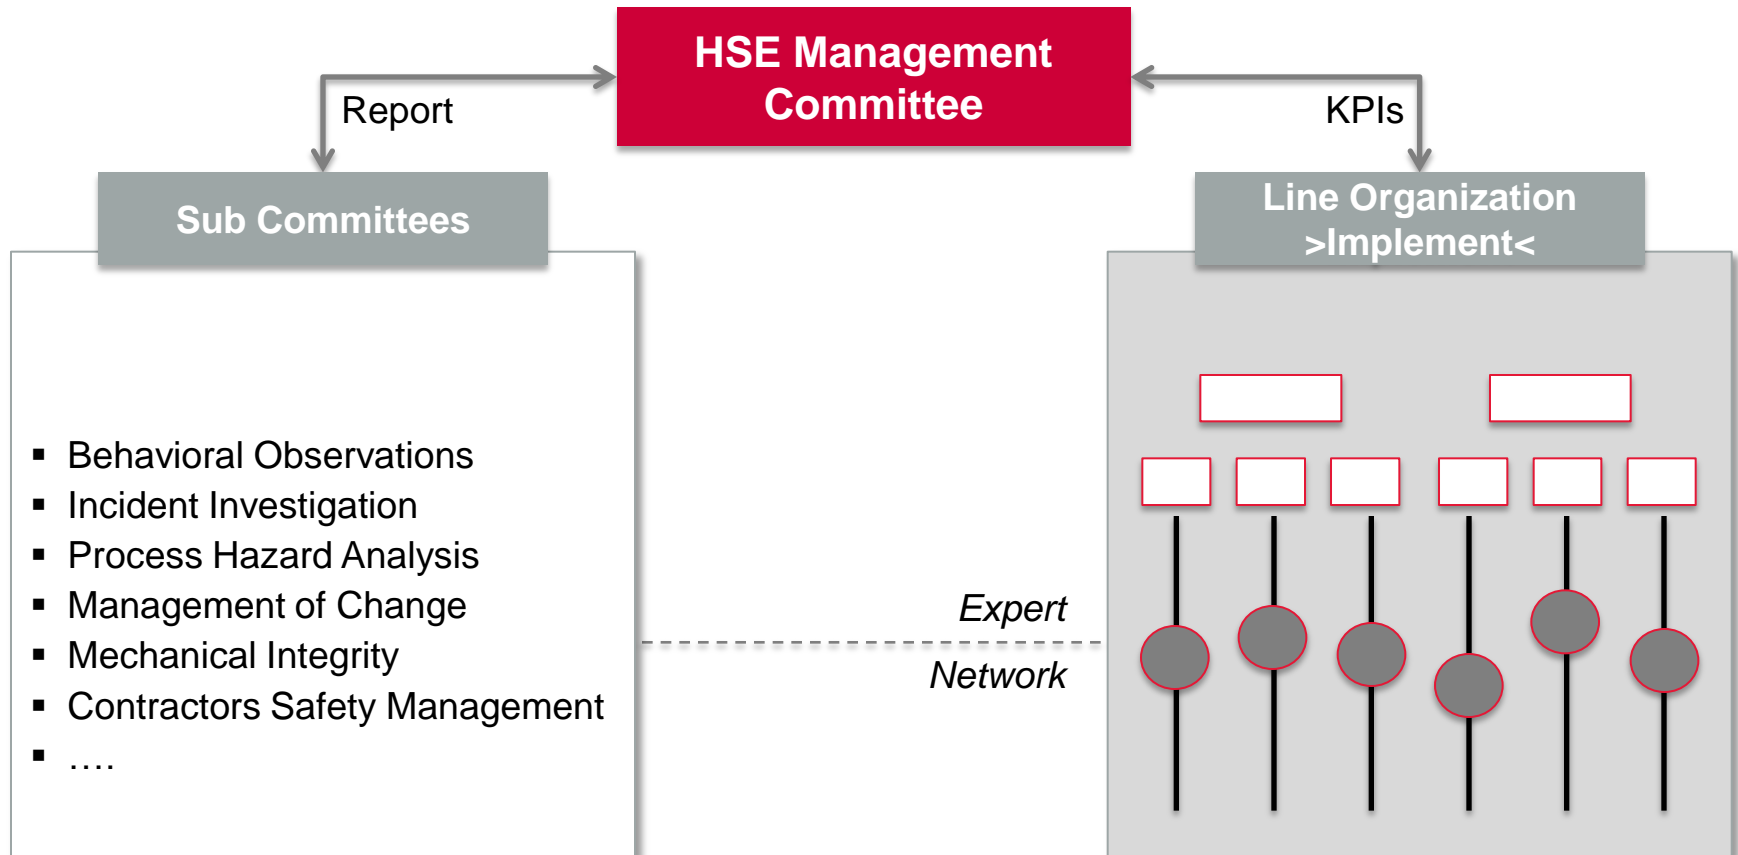 HSE Management
Committee
Report
KPIs
Sub Committees
Line Organization
>Implement<
▪ Behavioral Observations
▪ Incident Investigation
▪ Process Hazard Analysis
▪ Management of Change
▪ Mechanical Integrity
▪ Contractors Safety Management
▪ ....
Expert
Network